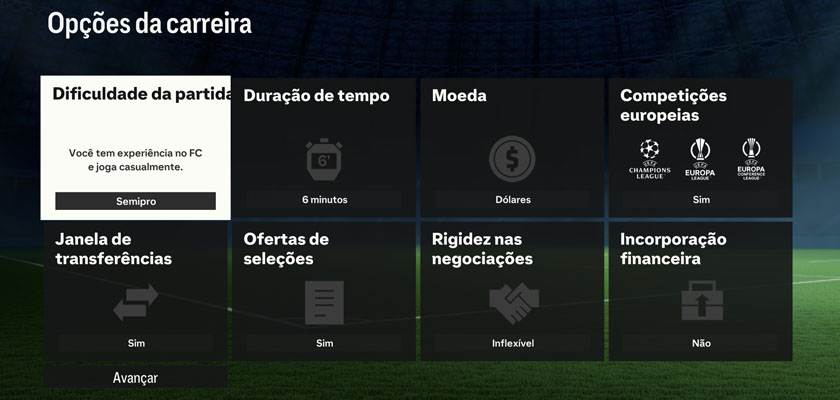 Opções da carreira
Dificuldade da partida
Você tem experiência no FC
e joga casualmente.
Semipro
Duração de tempo
6'
6 minutos
Moeda
$
Dólares
Competições
europeias
CHAMPIONS
LEAGUE
UEFA
EUROPA
LEAGUE
UEFA
EUROPA
CONFERENCE
LEAGUE
Sim
Janela de
transferências
Sim
Ofertas de
seleções
Sim
Rigidez nas
negociações
Inflexível
Incorporação
financeira
Não
Avançar